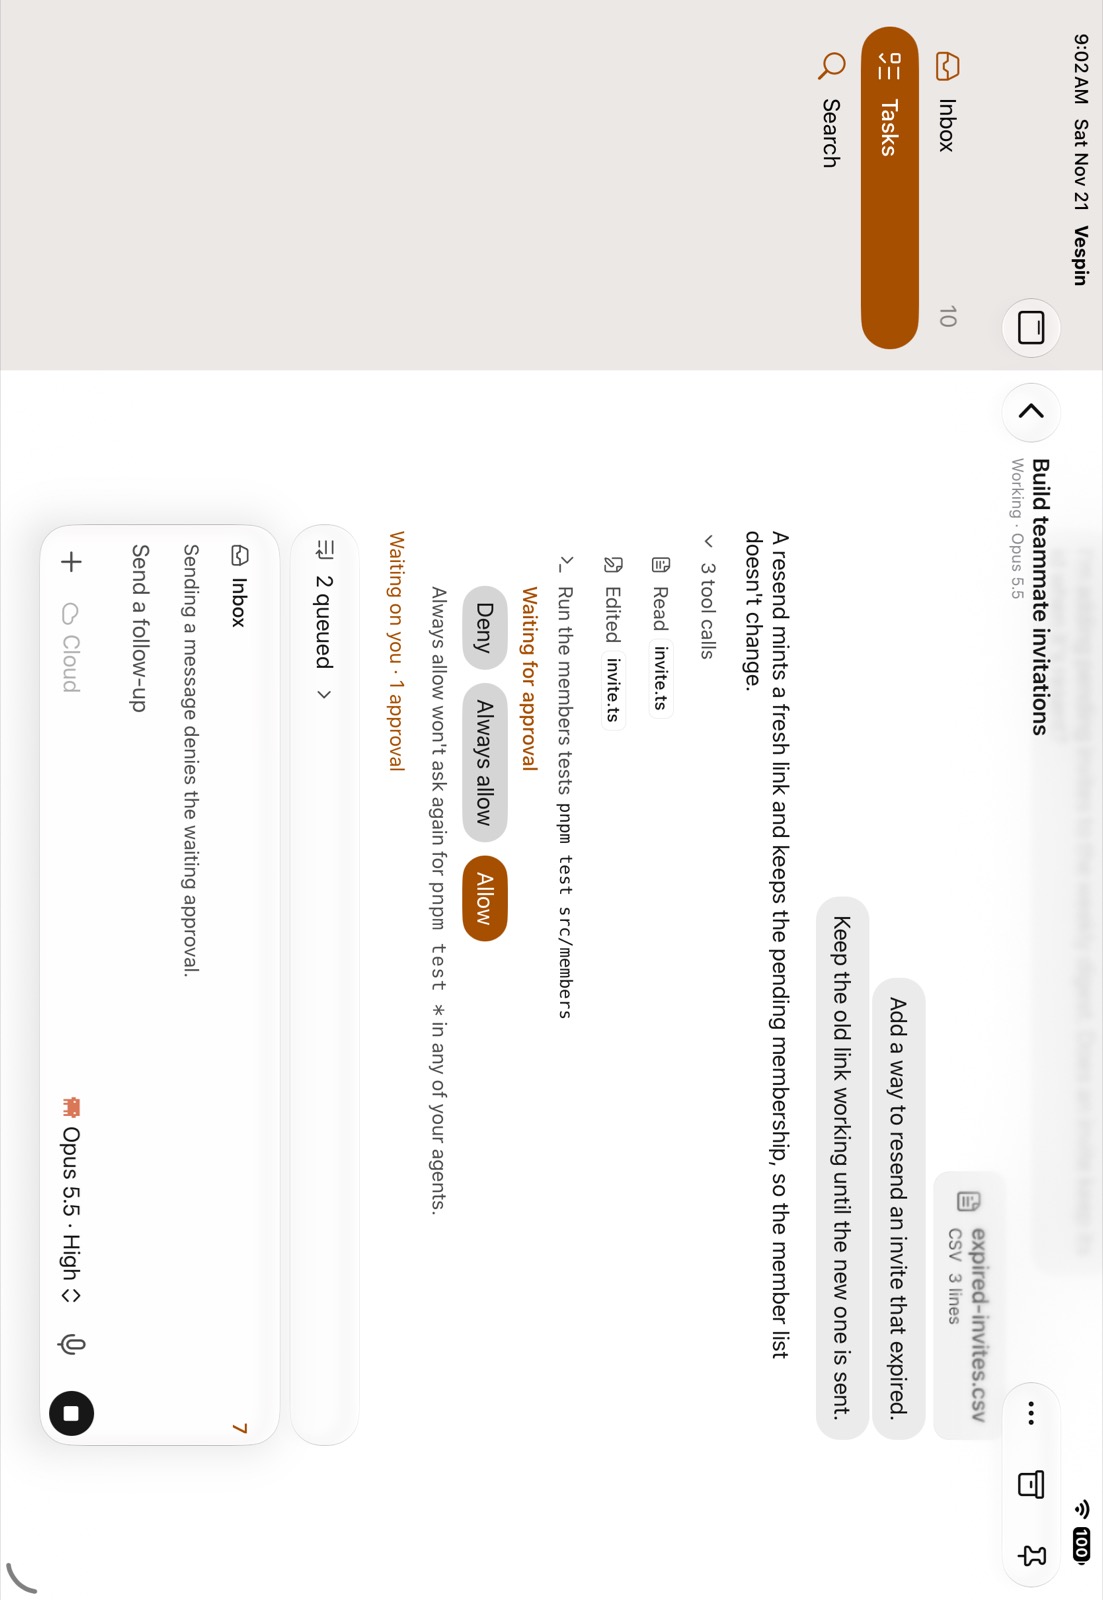 9:02 AM Sat Nov 21 Vespin
100
Inbox 10
Tasks
Search
Build teammate invitations
Working · Opus 5.5
expired-invites.csv
CSV 3 lines
Add a way to resend an invite that expired.
Keep the old link working until the new one is sent.
A resend mints a fresh link and keeps the pending membership, so the member list
doesn't change.
3 tool calls
Read invite.ts
Edited invite.ts
Run the members tests pnpm test src/members
Waiting for approval
Deny
Always allow
Allow
Always allow won't ask again for pnpm test * in any of your agents.
Waiting on you · 1 approval
2 queued
Inbox 7
Sending a message denies the waiting approval.
Send a follow-up
Cloud
Opus 5.5 · High